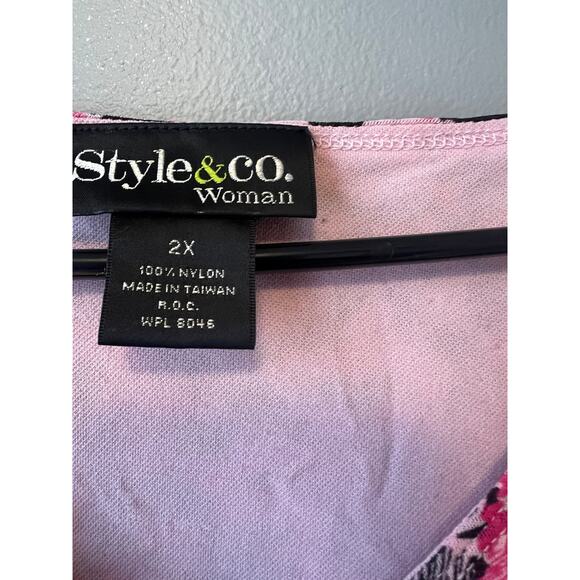 Style&co.
Woman
2X
100% NYLON
MADE IN TAIWAN
R.O.C.
WPL 8046